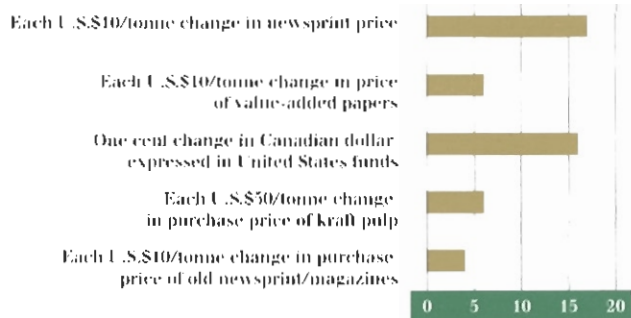 Each U.S.$10/tonne change in newsprint price
Each U.S.$10/tonne change in price
of value-added papers
One cent change in Canadian dollar
expressed in United States funds
Each U.S.$50/tonne change
in purchase price of kraft pulp
Each U.S.$10/tonne change in purchase
price of old newsprint/magazines
0 5 10 15 20